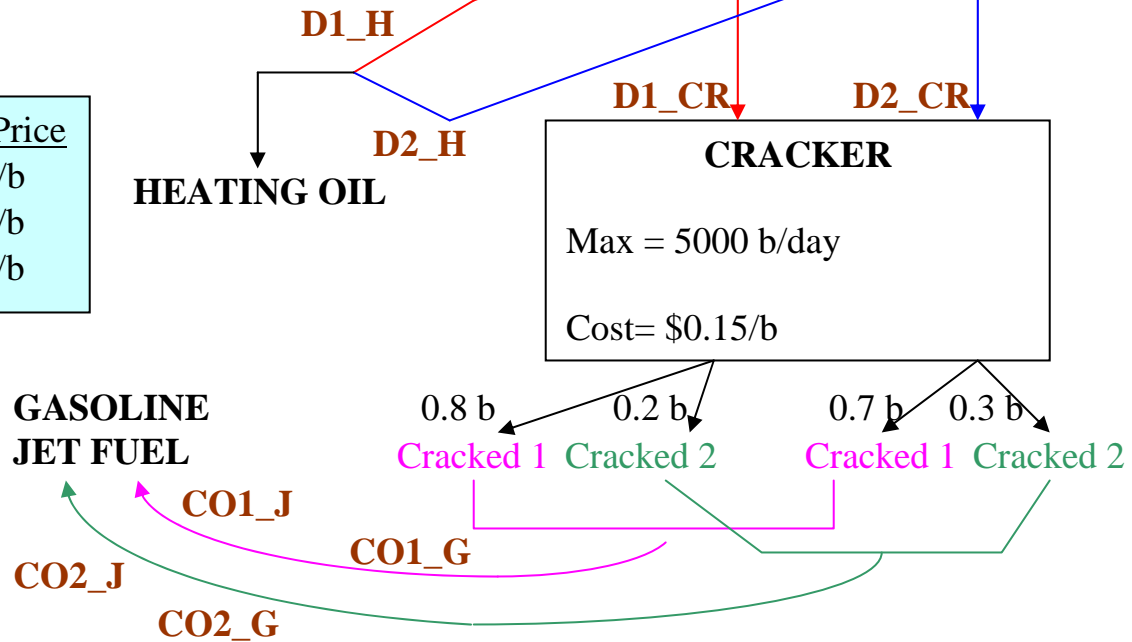 D1_H
D1_CR
D2_CR
Price
D2_H
CRACKER
/b
HEATING OIL
/b
Max = 5000 b/day
/b
Cost= $0.15/b
GASOLINE
0.8 b
0.2 b
0.7 b
0.3 b
JET FUEL
Cracked 1
Cracked 2
Cracked 1
Cracked 2
CO1_J
CO1_G
CO2_J
CO2_G